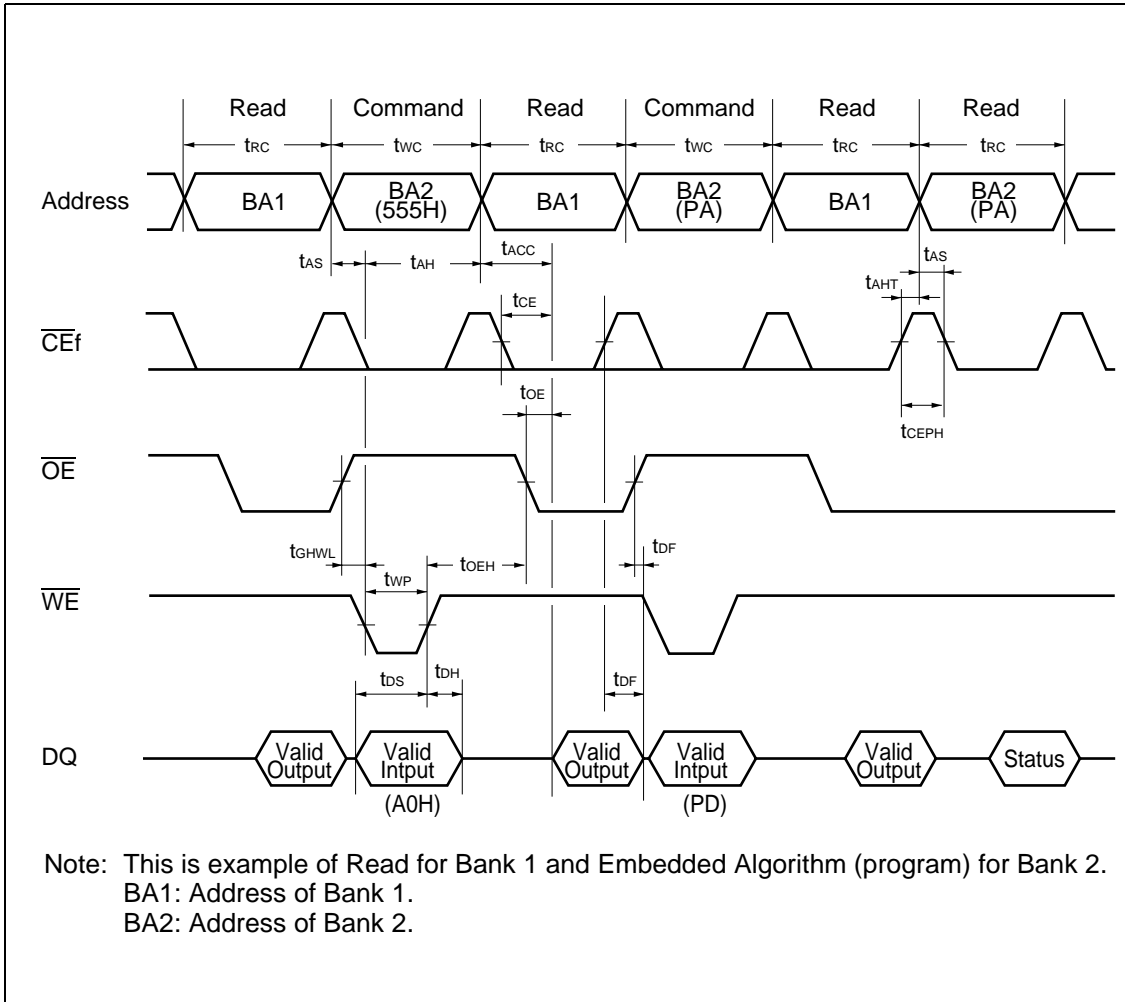 Read Command Read Command Read Read
tRC tWC tRC tWC tRC tRC
Address BA1 BA2 BA1 BA2 BA1 BA2
(555H) (PA) (PA)
tAS tAH tACC tAS
tAHT
tCE
CEf
tOE
tCEPH
OE
tGHWL tOEH tDF
tWP
WE
tDS tDH tDF
DQ Valid Valid Valid Valid Valid Status
Output Intput Output Intput Output
(A0H) (PD)
Note: This is example of Read for Bank 1 and Embedded Algorithm (program) for Bank 2.
BA1: Address of Bank 1.
BA2: Address of Bank 2.